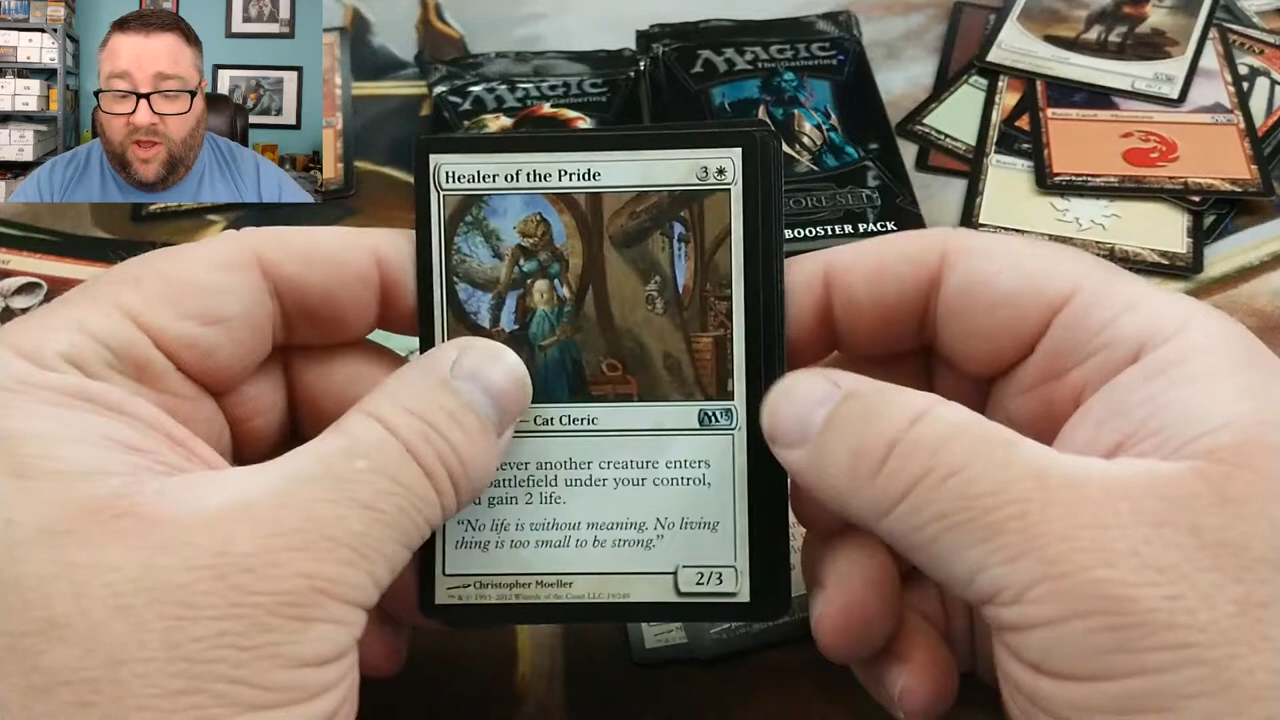 MAGIC
The Gathering
MAGIC
The Gathering
CORE SET
BOOSTER PACK
Basic Land — Mountain
Healer of the Pride 3
— Cat Cleric M13
ever another creature enters
battlefield under your control,
gain 2 life.
"No life is without meaning. No living
thing is too small to be strong."
2/3
Christopher Moeller
™ & © 1993-2012 Wizards of the Coast LLC 19/249